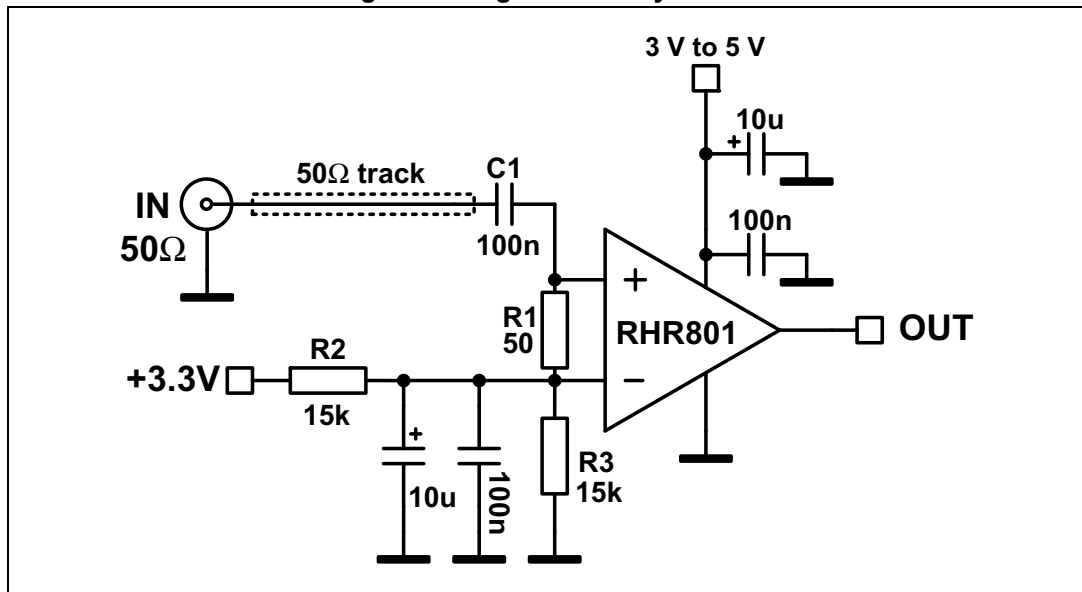 3 V to 5 V
10u
+
50Ω track
C1
IN
50Ω
100n
100n
+
R1
50
RHR801
OUT
R2
+3.3V
−
15k
+
R3
15k
10u
100n